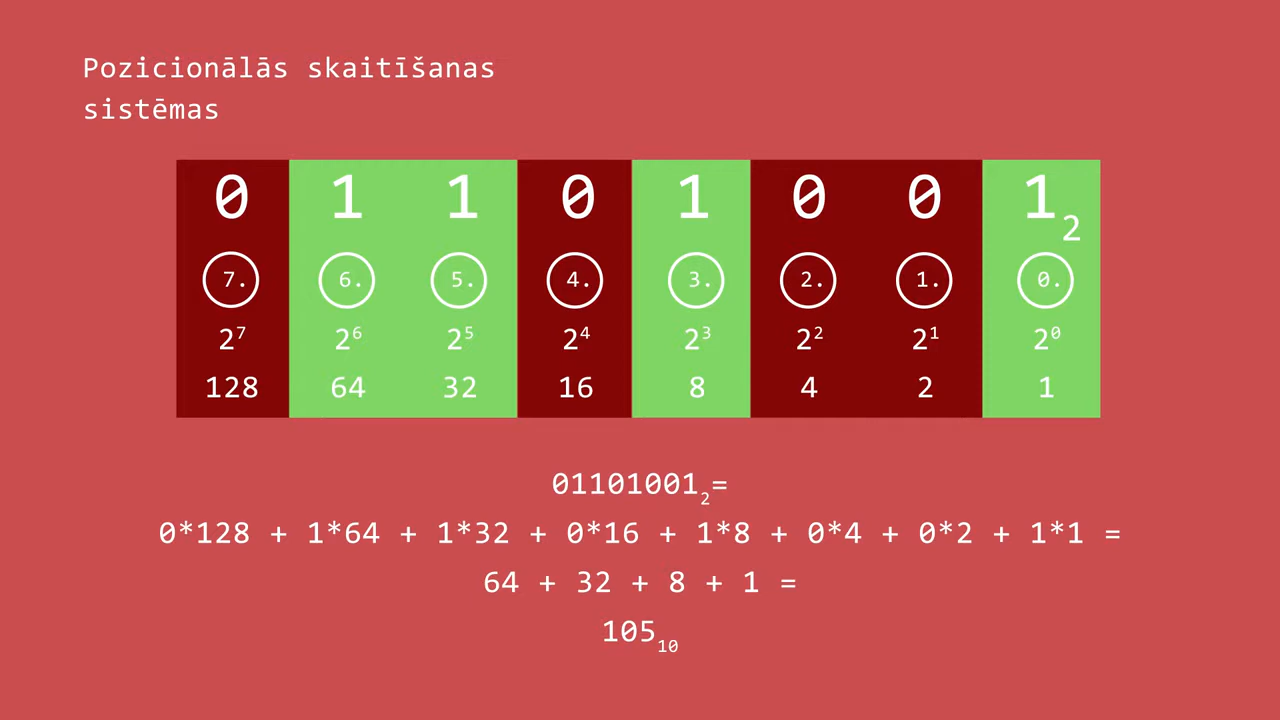 Pozicionālās skaitīšanas
sistēmas
0 1 1 0 1 0 0 1₂
7. 6. 5. 4. 3. 2. 1. 0.
2⁷ 2⁶ 2⁵ 2⁴ 2³ 2² 2¹ 2⁰
128 64 32 16 8 4 2 1
01101001₂=
0*128 + 1*64 + 1*32 + 0*16 + 1*8 + 0*4 + 0*2 + 1*1 =
64 + 32 + 8 + 1 =
105₁₀